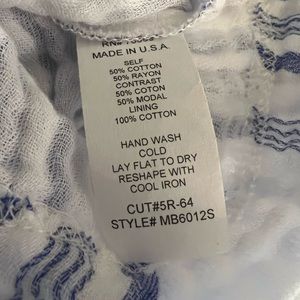 RN#
MADE IN U.S.A.
SELF
50% COTTON
50% RAYON
CONTRAST
50% COTON
50% MODAL
LINING
100% COTTON
HAND WASH
COLD
LAY FLAT TO DRY
RESHAPE WITH
COOL IRON
CUT#5R-64
STYLE# MB6012S